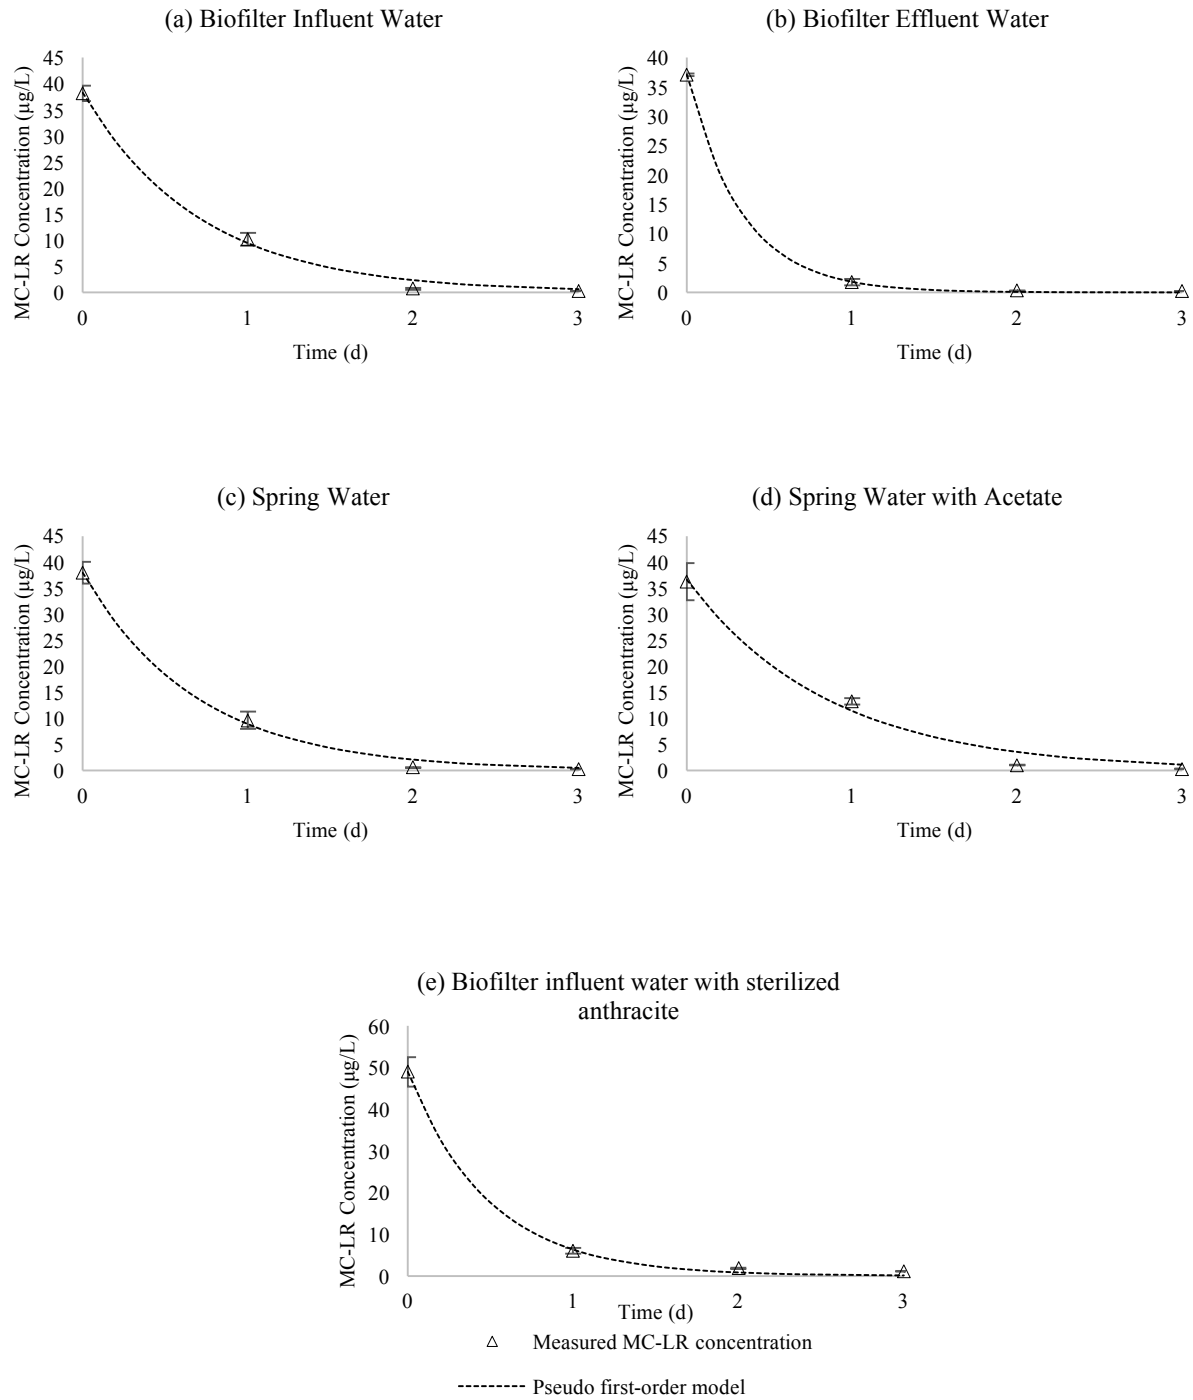 (a) Biofilter Influent Water
MC-LR Concentration (µg/L)
45
40
35
30
25
20
15
10
5
0
0 1 2 3
Time (d)
(b) Biofilter Effluent Water
MC-LR Concentration (µg/L)
40
35
30
25
20
15
10
5
0
0 1 2 3
Time (d)
(c) Spring Water
MC-LR Concentration (µg/L)
45
40
35
30
25
20
15
10
5
0
0 1 2 3
Time (d)
(d) Spring Water with Acetate
MC-LR Concentration (µg/L)
45
40
35
30
25
20
15
10
5
0
0 1 2 3
Time (d)
(e) Biofilter influent water with sterilized
anthracite
MC-LR Concentration (µg/L)
60
50
40
30
20
10
0
0 1 2 3
Time (d)
Measured MC-LR concentration
Pseudo first-order model